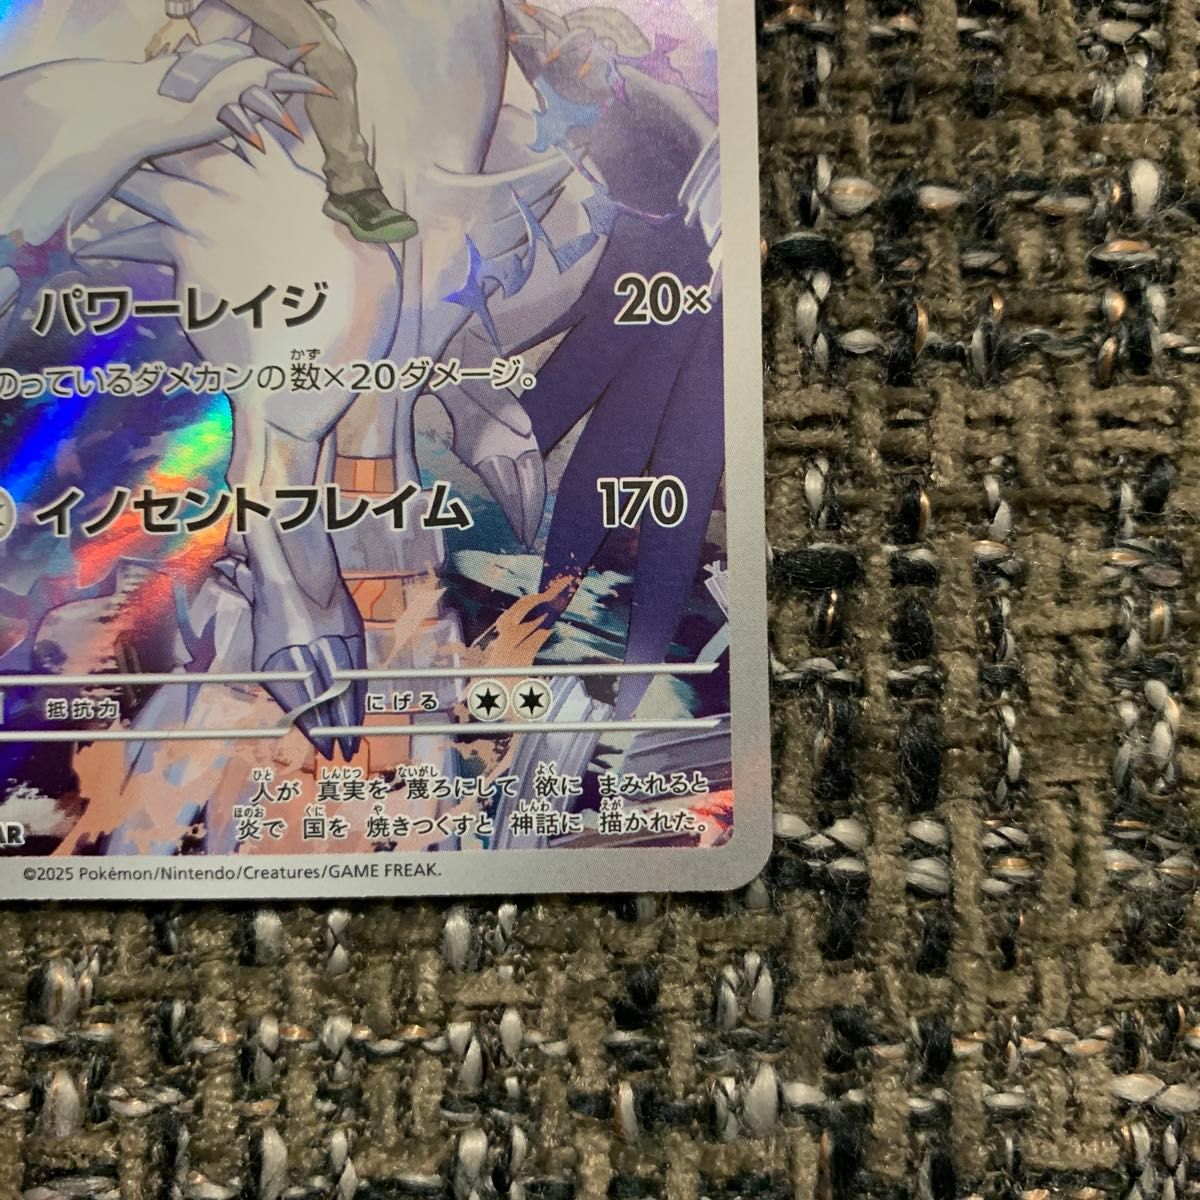 パワーレイジ 20×
のっているダメカンの数×20ダメージ。
イノセントフレイム 170
抵抗力 にげる
人が 真実を 蔑ろにして 欲に まみれると
炎で 国を 焼きつくすと 神話に 描かれた。
AR
©2025 Pokémon/Nintendo/Creatures/GAME FREAK.